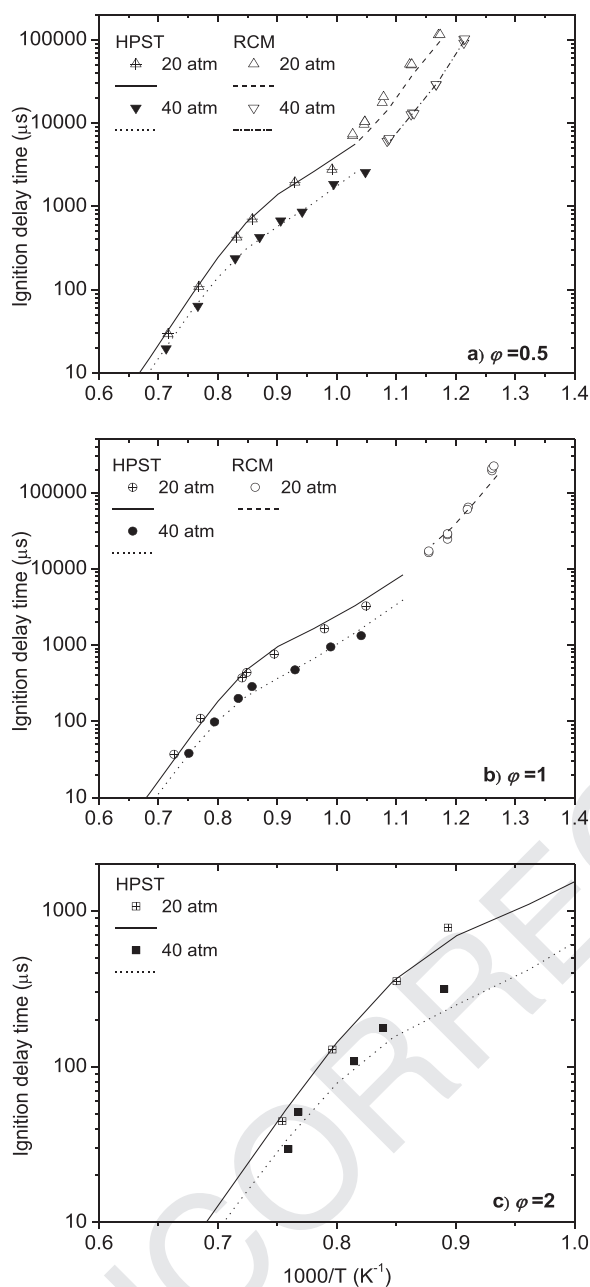 100000
10000
1000
100
10
Ignition delay time (μs)
HPST RCM
20 atm 20 atm
40 atm 40 atm
a) φ =0.5
0.6 0.7 0.8 0.9 1.0 1.1 1.2 1.3 1.4
100000
10000
1000
100
10
Ignition delay time (μs)
HPST RCM
20 atm 20 atm
40 atm
b) φ =1
0.6 0.7 0.8 0.9 1.0 1.1 1.2 1.3 1.4
1000
100
10
Ignition delay time (μs)
HPST
20 atm
40 atm
c) φ =2
0.6 0.7 0.8 0.9 1.0
1000/T (K⁻¹)
NCORREC